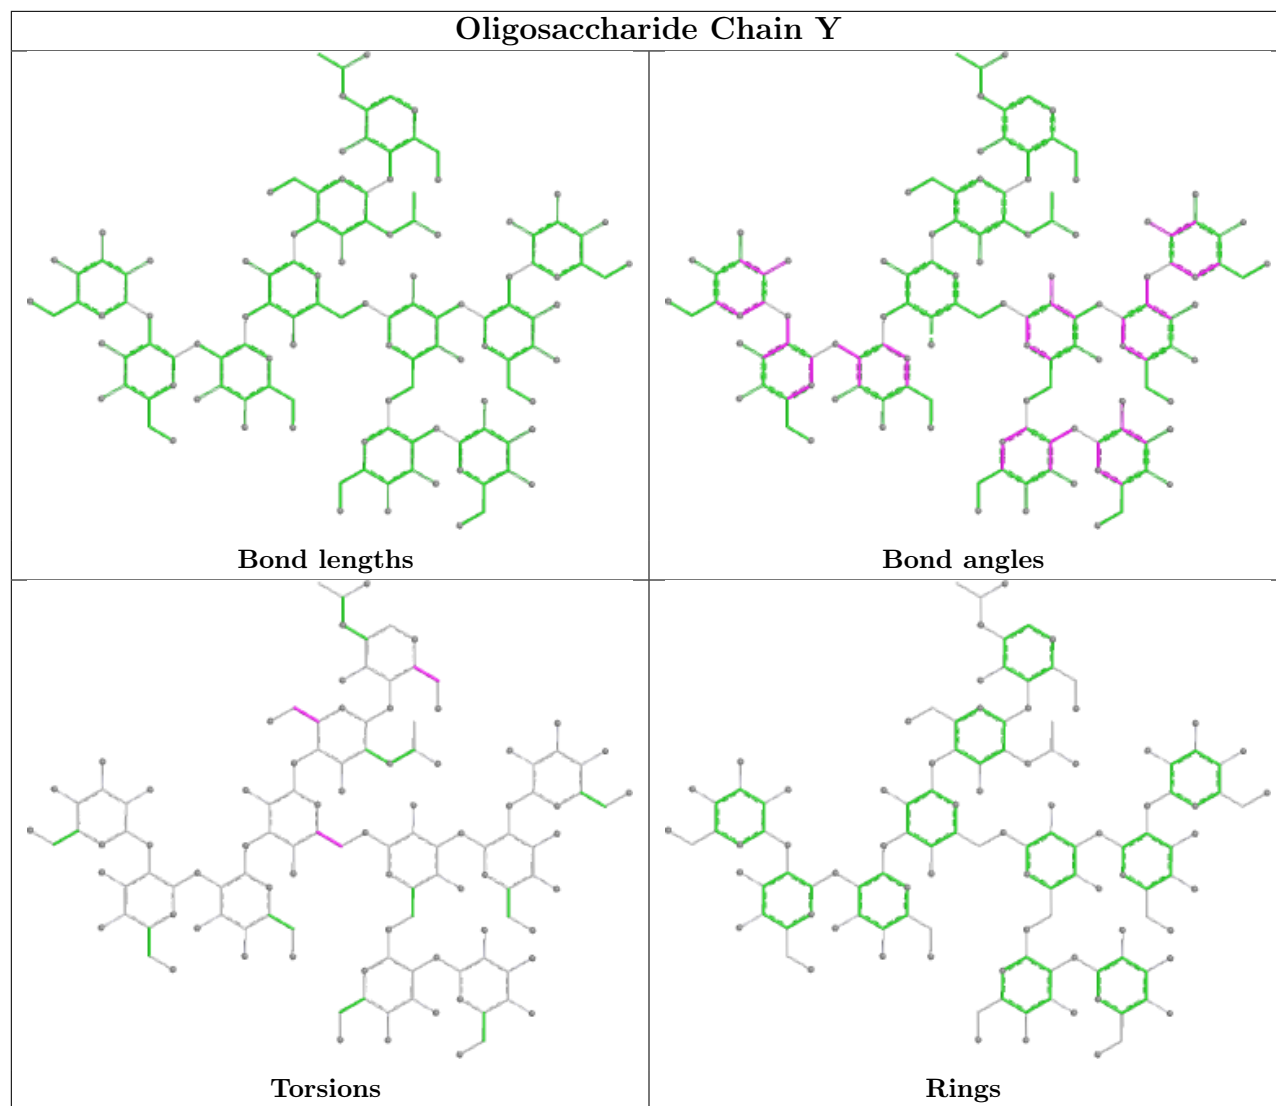 Oligosaccharide Chain Y
Bond lengths
Bond angles
Torsions
Rings